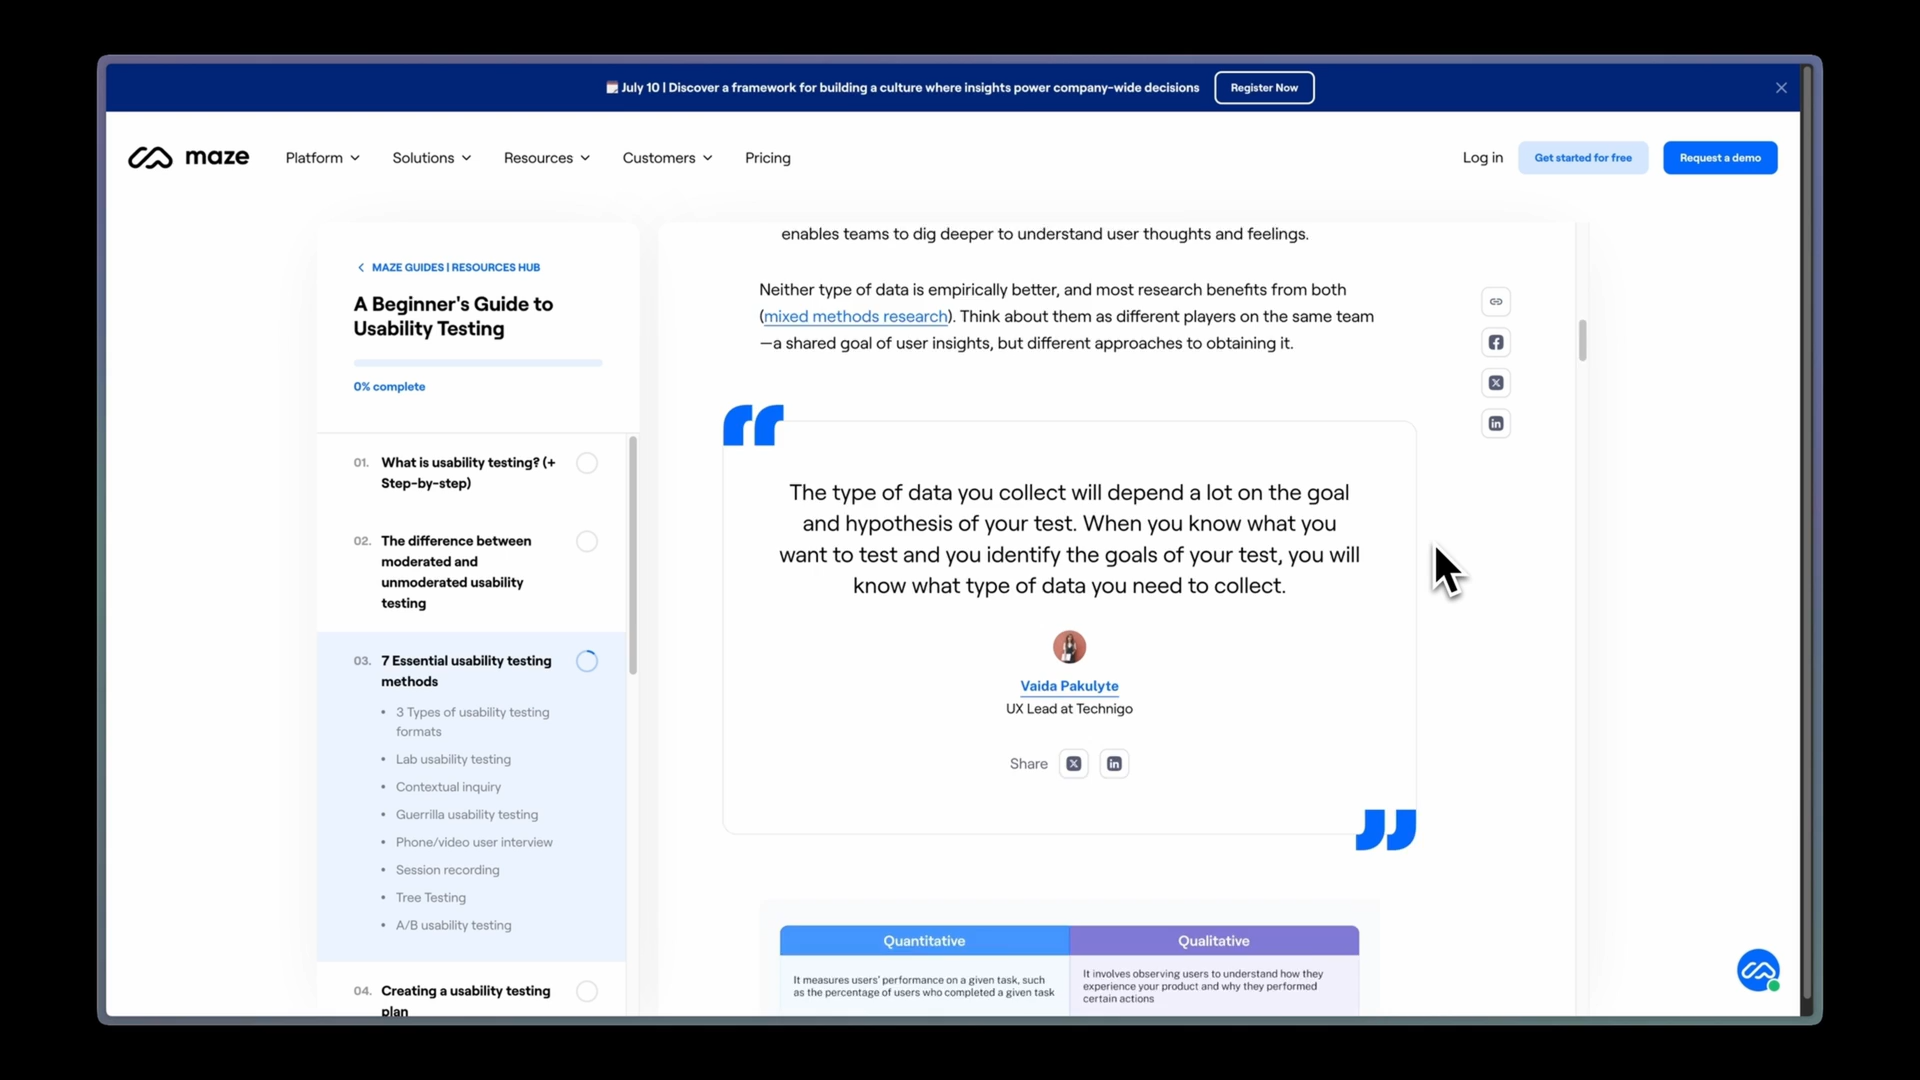 July 10 | Discover a framework for building a culture where insights power company-wide decisions
Register Now
maze
Platform
Solutions
Resources
Customers
Pricing
Log in
Get started for free
Request a demo
MAZE GUIDES | RESOURCES HUB
A Beginner's Guide to
Usability Testing
0% complete
01. What is usability testing? (+
Step-by-step)
02. The difference between
moderated and
unmoderated usability
testing
03. 7 Essential usability testing
methods
• 3 Types of usability testing
formats
• Lab usability testing
• Contextual inquiry
• Guerrilla usability testing
• Phone/video user interview
• Session recording
• Tree Testing
• A/B usability testing
04. Creating a usability testing
plan
enables teams to dig deeper to understand user thoughts and feelings.
Neither type of data is empirically better, and most research benefits from both
(mixed methods research). Think about them as different players on the same team
—a shared goal of user insights, but different approaches to obtaining it.
The type of data you collect will depend a lot on the goal
and hypothesis of your test. When you know what you
want to test and you identify the goals of your test, you will
know what type of data you need to collect.
Vaida Pakulyte
UX Lead at Technigo
Share
Quantitative
It measures users' performance on a given task, such
as the percentage of users who completed a given task
Qualitative
It involves observing users to understand how they
experience your product and why they performed
certain actions